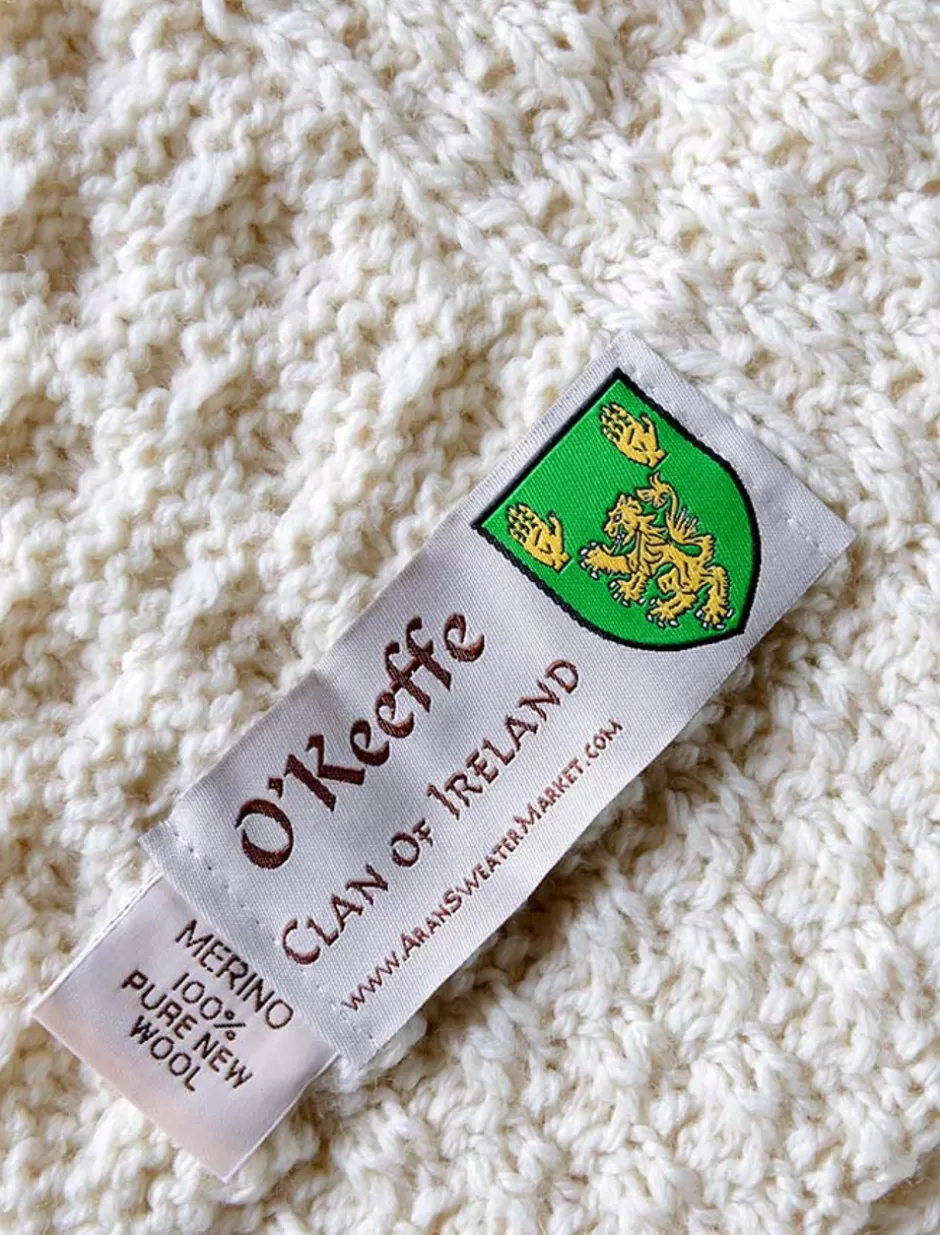 O'Keeffe
CLAN OF IRELAND
WWW.ARANSWEATERMARKET.COM
MERINO
100%
PURE NEW
WOOL